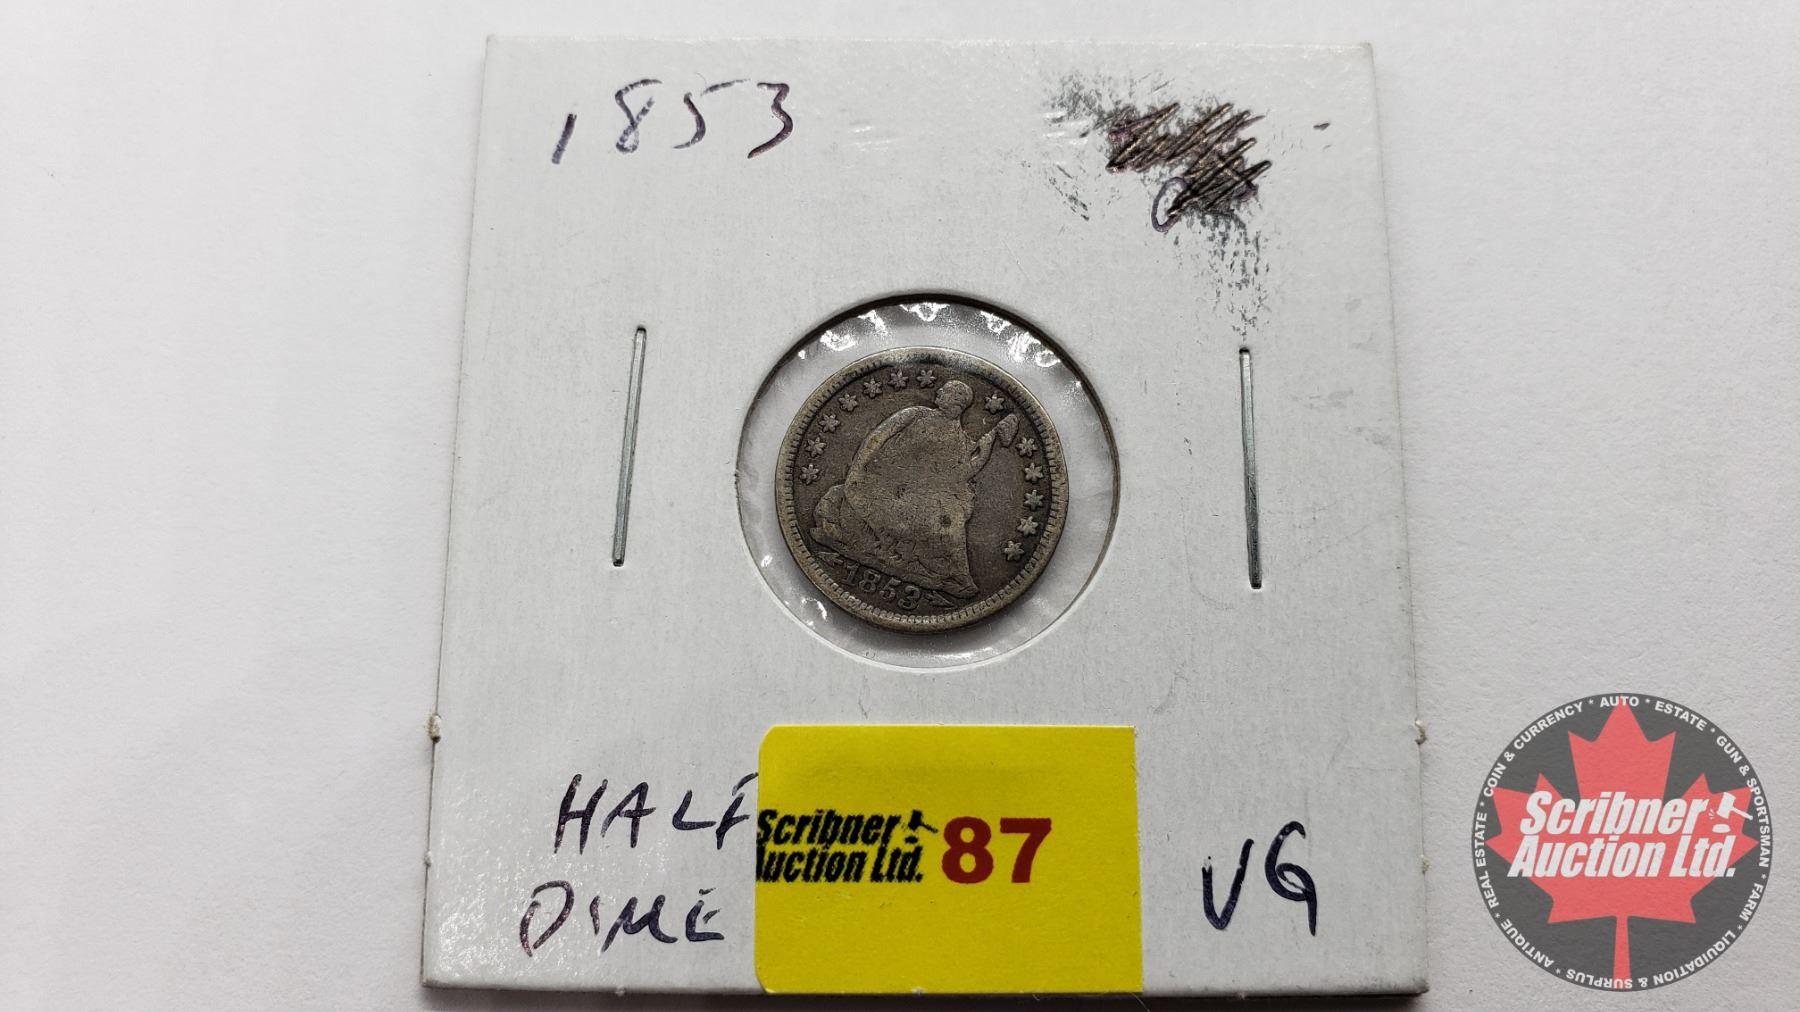 1853
1853
HALF
DIME
Scribner
Auction Ltd.
87
VG
COIN & CURRENCY * AUTO * ESTATE * GUN & SPORTSMAN * FARM * LIQUIDATION & SURPLUS * ANTIQUE * REAL ESTATE *
Scribner
Auction Ltd.